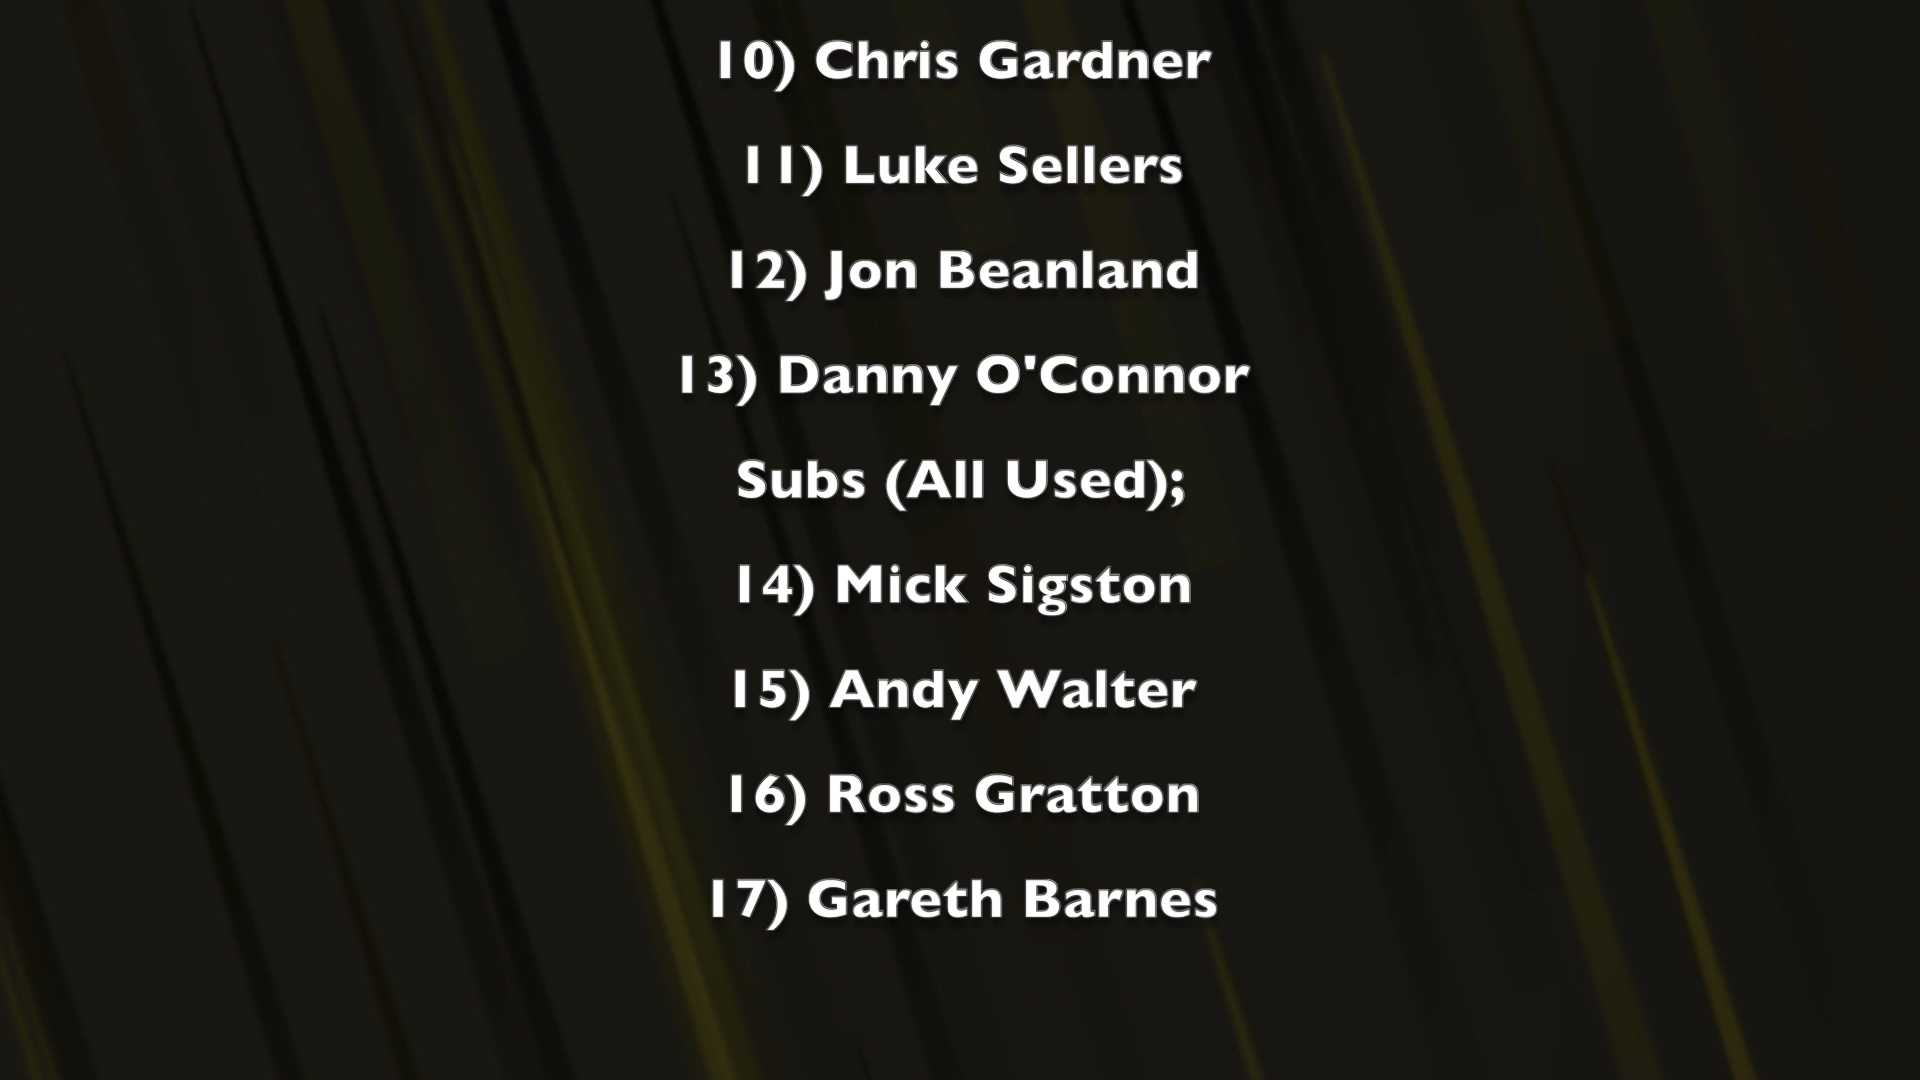 10) Chris Gardner
11) Luke Sellers
12) Jon Beanland
13) Danny O'Connor
Subs (All Used);
14) Mick Sigston
15) Andy Walter
16) Ross Gratton
17) Gareth Barnes